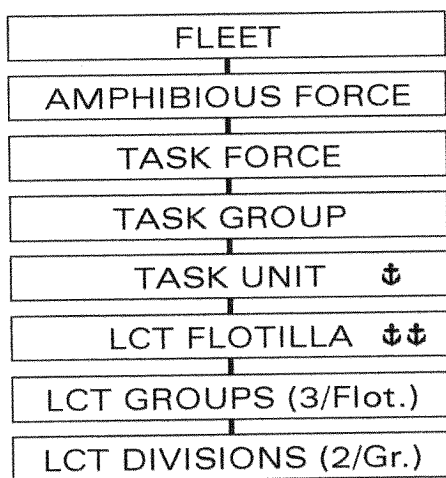 FLEET
AMPHIBIOUS FORCE
TASK FORCE
TASK GROUP
TASK UNIT ⚓
LCT FLOTILLA ⚓⚓
LCT GROUPS (3/Flot.)
LCT DIVISIONS (2/Gr.)